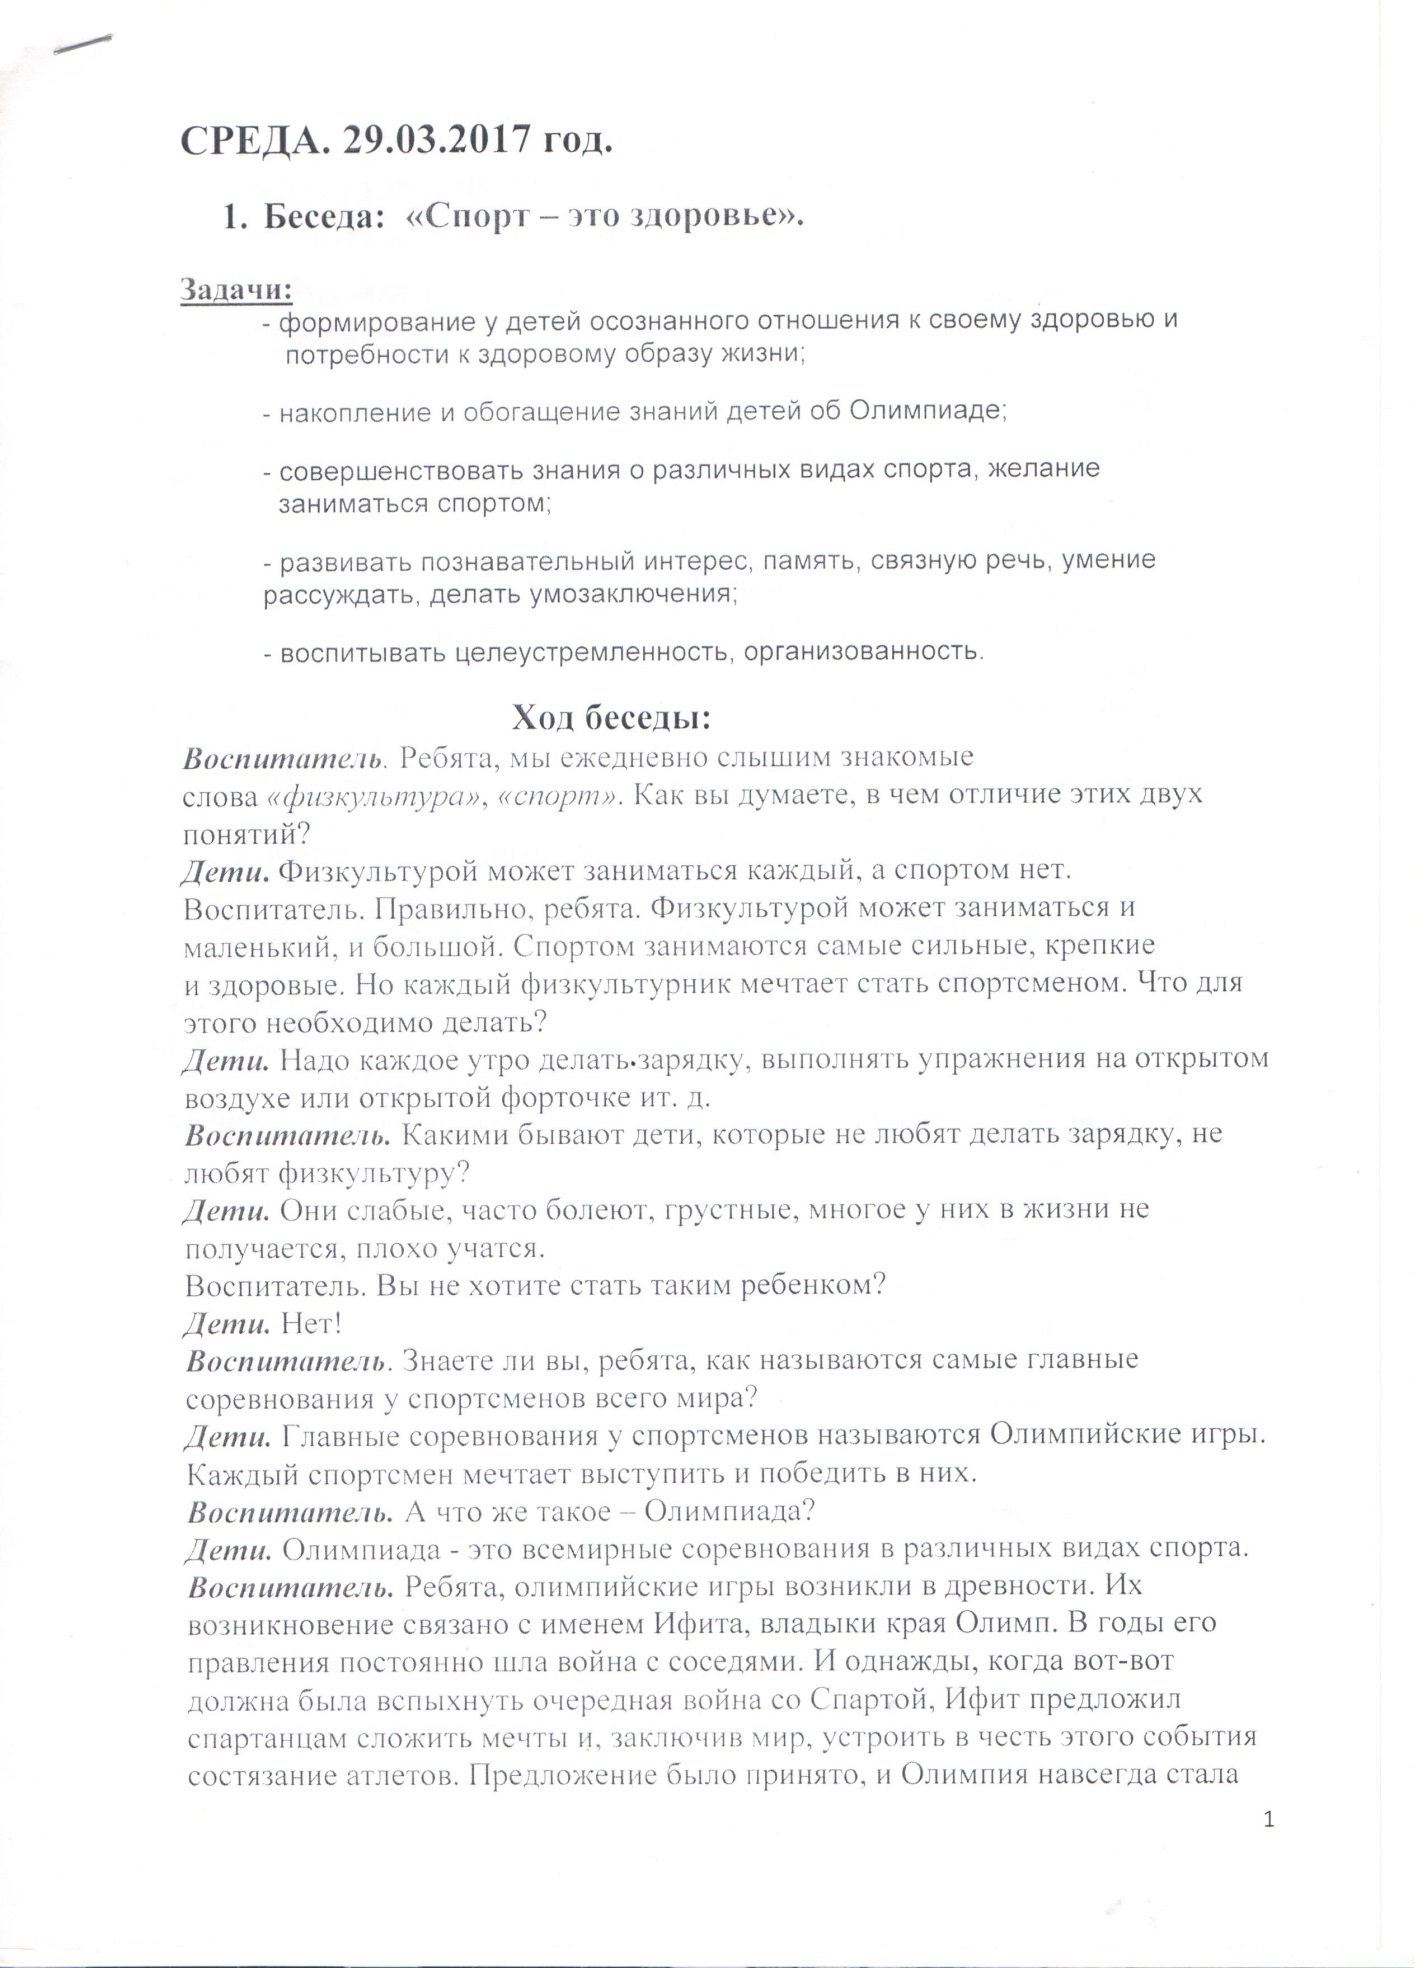 СРЕДА. 29.03.2017 год.
1. Беседа: «Спорт – это здоровье».
Задачи:
- формирование у детей осознанного отношения к своему здоровью и
потребности к здоровому образу жизни;
- накопление и обогащение знаний детей об Олимпиаде;
- совершенствовать знания о различных видах спорта, желание
заниматься спортом;
- развивать познавательный интерес, память, связную речь, умение
рассуждать, делать умозаключения;
- воспитывать целеустремленность, организованность.
Ход беседы:
Воспитатель. Ребята, мы ежедневно слышим знакомые
слова «физкультура», «спорт». Как вы думаете, в чем отличие этих двух
понятий?
Дети. Физкультурой может заниматься каждый, а спортом нет.
Воспитатель. Правильно, ребята. Физкультурой может заниматься и
маленький, и большой. Спортом занимаются самые сильные, крепкие
и здоровые. Но каждый физкультурник мечтает стать спортсменом. Что для
этого необходимо делать?
Дети. Надо каждое утро делать зарядку, выполнять упражнения на открытом
воздухе или открытой форточке ит. д.
Воспитатель. Какими бывают дети, которые не любят делать зарядку, не
любят физкультуру?
Дети. Они слабые, часто болеют, грустные, многое у них в жизни не
получается, плохо учатся.
Воспитатель. Вы не хотите стать таким ребенком?
Дети. Нет!
Воспитатель. Знаете ли вы, ребята, как называются самые главные
соревнования у спортсменов всего мира?
Дети. Главные соревнования у спортсменов называются Олимпийские игры.
Каждый спортсмен мечтает выступить и победить в них.
Воспитатель. А что же такое – Олимпиада?
Дети. Олимпиада - это всемирные соревнования в различных видах спорта.
Воспитатель. Ребята, олимпийские игры возникли в древности. Их
возникновение связано с именем Ифита, владыки края Олимп. В годы его
правления постоянно шла война с соседями. И однажды, когда вот-вот
должна была вспыхнуть очередная война со Спартой, Ифит предложил
спартанцам сложить мечты и, заключив мир, устроить в честь этого события
состязание атлетов. Предложение было принято, и Олимпия навсегда стала
1